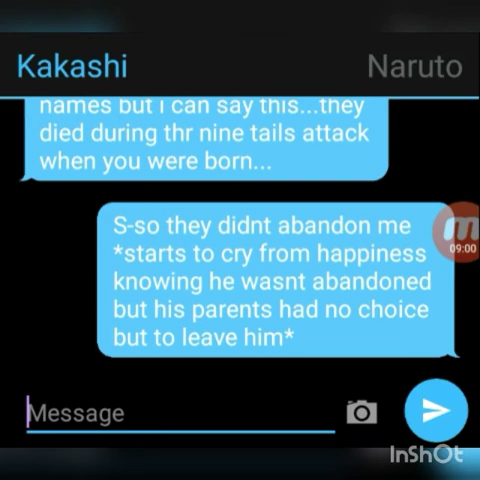 Kakashi Naruto
names but i can say this...they
died during thr nine tails attack
when you were born...
S-so they didnt abandon me
*starts to cry from happiness
knowing he wasnt abandoned
but his parents had no choice
but to leave him*
09:00
Message
InShOt